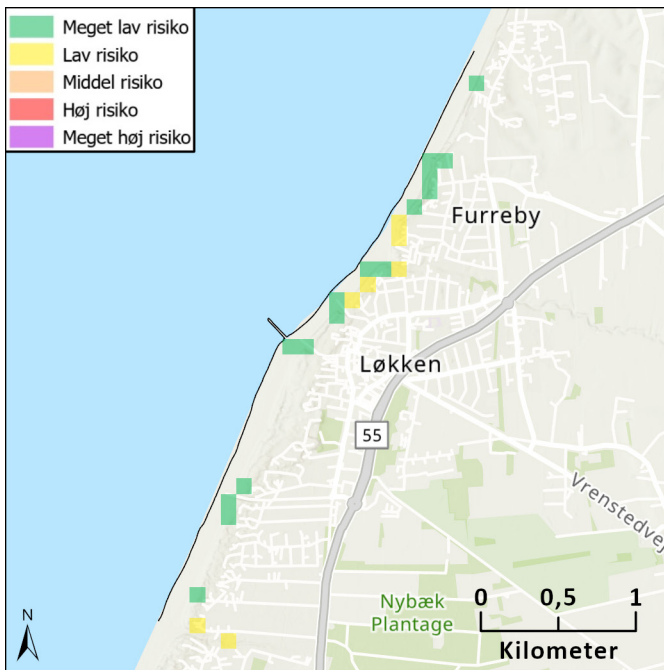 Meget lav risiko
Lav risiko
Middel risiko
Høj risiko
Meget høj risiko
Furreby
Løkken
55
Vrenstedvej
Nybæk
Plantage
0 0,5 1
Kilometer
N